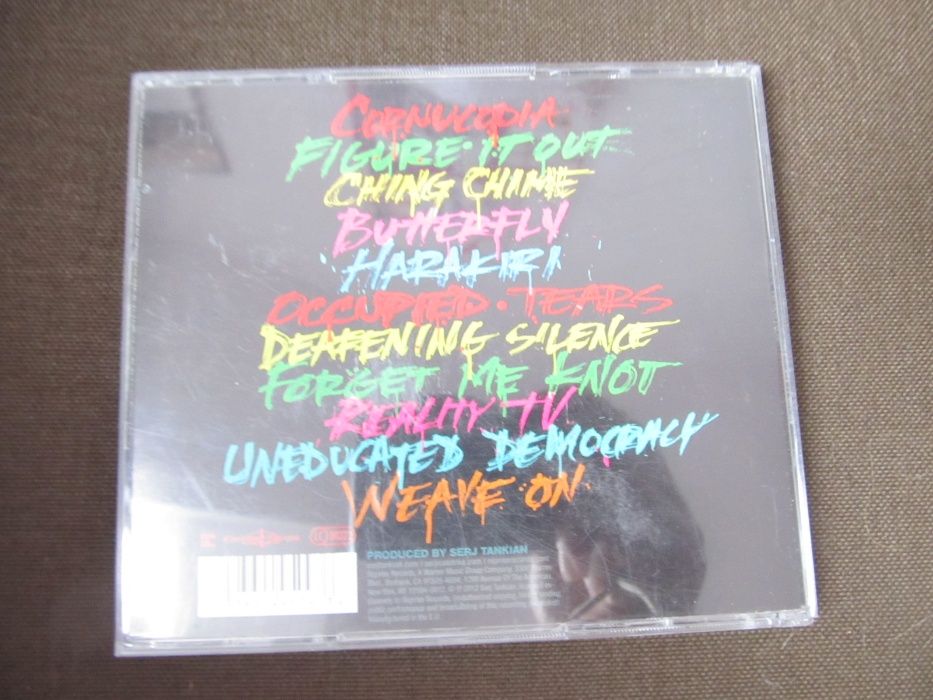 CORNUCOPIA
FIGURE·IT OUT
CHING CHIME
BUTTERFLY
HARAKIRI
OCCUPIED·TEARS
DEAFENING SILENCE
FORGET ME KNOT
REALITY TV
UNEDUCATED DEMOCRACY
WEAVE ON
PRODUCED BY SERJ TANKIAN